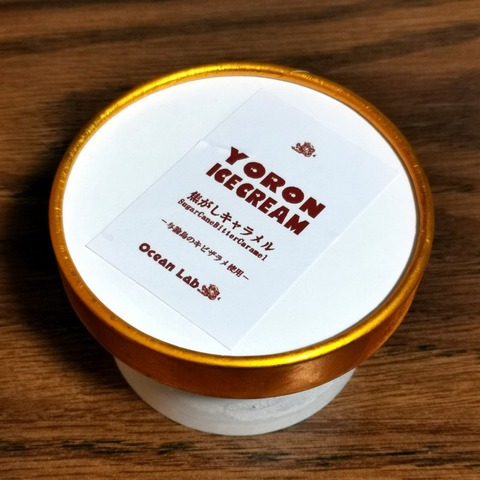 YORON
ICECREAM
焦がしキャラメル
SugarCaneBitterCaramel
－与論島のキビザラメ使用－
Ocean Lab.